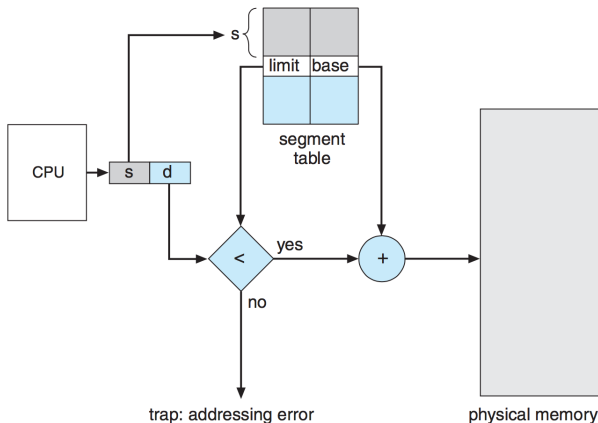 s
limit base
segment
table
CPU
s d
<
yes
+
no
trap: addressing error
physical memory